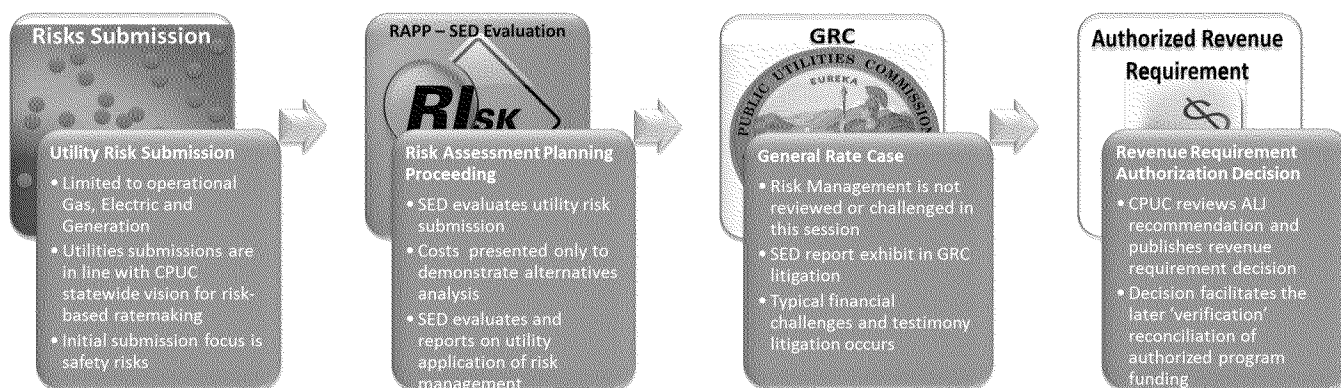 Risks Submission
Utility Risk Submission
• Limited to operational
Gas, Electric and
Generation
• Utilities submissions are
in line with CPUC
statewide vision for risk-
based ratemaking
• Initial submission focus is
safety risks
RAPP – SED Evaluation
RISK
Risk Assessment Planning
Proceeding
• SED evaluates utility risk
submission
• Costs presented only to
demonstrate alternatives
analysis
• SED evaluates and
reports on utility
application of risk
management
GRC
PUBLIC UTILITIES COMMISSION
EUREKA
General Rate Case
• Risk Management is not
reviewed or challenged in
this session
• SED report exhibit in GRC
litigation
• Typical financial
challenges and testimony
litigation occurs
Authorized Revenue
Requirement
$
Revenue Requirement
Authorization Decision
• CPUC reviews ALJ
recommendation and
publishes revenue
requirement decision
• Decision facilitates the
later 'verification'
reconciliation of
authorized program
funding